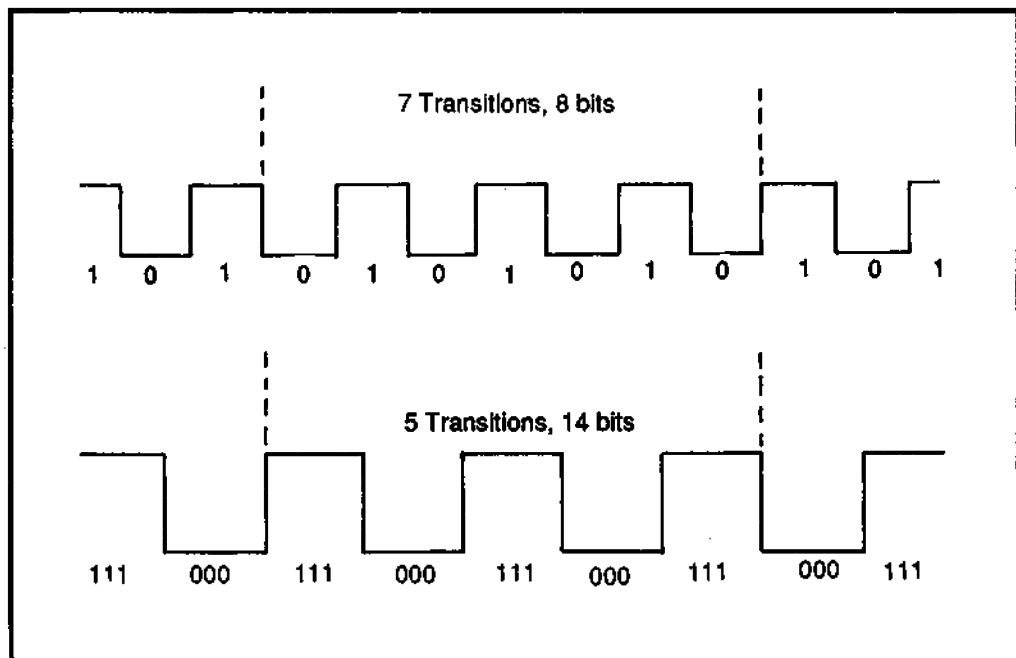 7 Transitions, 8 bits
1 0 1 0 1 0 1 0 1 0 1 0 1
5 Transitions, 14 bits
111 000 111 000 111 000 111 000 111